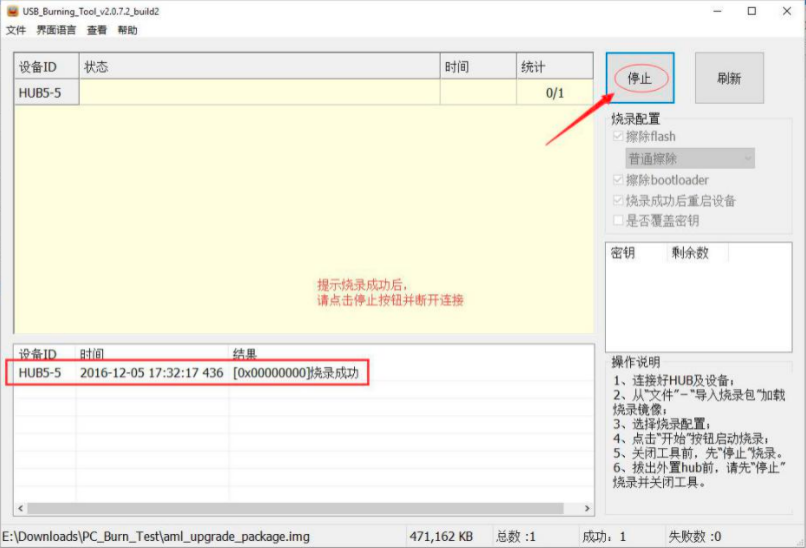 USB_Burning_Tool_v2.0.7.2_build2
文件 界面语言 查看 帮助
设备ID 状态 时间 统计
HUB5-5 0/1
停止 刷新
烧录配置
擦除flash
普通擦除
擦除bootloader
烧录成功后重启设备
是否覆盖密钥
密钥 剩余数
提示烧录成功后,
请点击停止按钮并断开连接
设备ID 时间 结果
HUB5-5 2016-12-05 17:32:17 436 [0x00000000]烧录成功
操作说明
1、连接好HUB及设备;
2、从“文件”-“导入烧录包”加载
烧录镜像;
3、选择烧录配置;
4、点击“开始”按钮启动烧录;
5、关闭工具前，先“停止”烧录。
6、拔出外置hub前，请先“停止”
烧录并关闭工具。
E:\Downloads\PC_Burn_Test\aml_upgrade_package.img 471,162 KB 总数 :1 成功: 1 失败数 :0